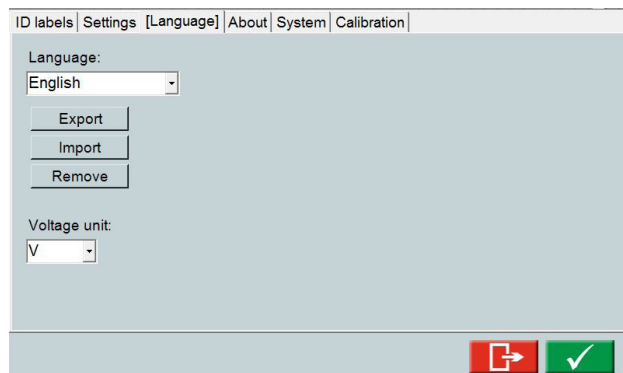 ID labels Settings [Language] About System Calibration
Language:
English
Export
Import
Remove
Voltage unit:
V